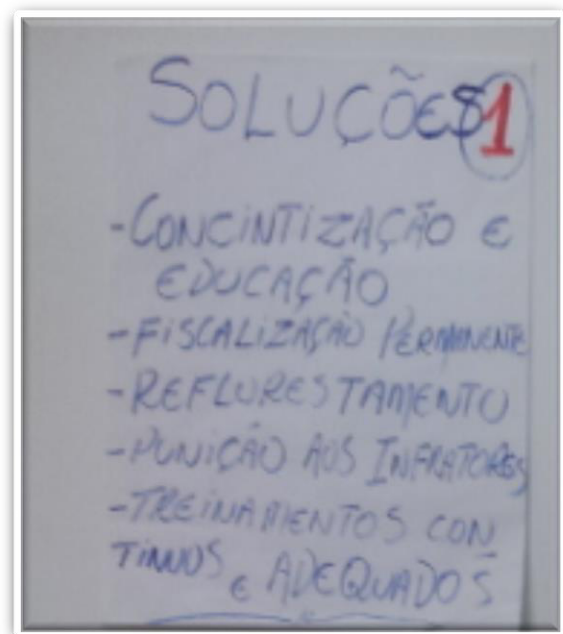 SOLUÇÕES 1
- CONCINTIZAÇÃO E
EDUCAÇÃO
- FISCALIZAÇÃO PERMANENTE
- REFLURESTAMENTO
- PUNIÇÃO AOS INFRATORES
- TREINAMENTOS CON
TINUOS E ADEQUADOS